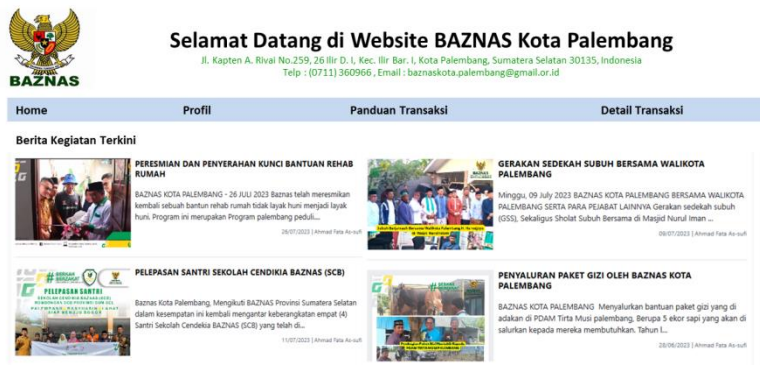 BAZNAS
Selamat Datang di Website BAZNAS Kota Palembang
Jl. Kapten A. Rivai No.259, 26 Ilir D. I, Kec. Ilir Bar. I, Kota Palembang, Sumatera Selatan 30135, Indonesia
Telp : (0711) 360966 , Email : baznaskota.palembang@gmail.or.id
Home Profil Panduan Transaksi Detail Transaksi
Berita Kegiatan Terkini
PERESMIAN DAN PENYERAHAN KUNCI BANTUAN REHAB
RUMAH
BAZNAS KOTA PALEMBANG - 26 JULI 2023 Baznas telah meresmikan
kembali sebuah bantun rehab rumah tidak layak huni menjadi layak
huni. Program ini merupakan Program palembang peduli....
26/07/2023 | Ahmad Fata As-sufi
GERAKAN SEDEKAH SUBUH BERSAMA WALIKOTA
PALEMBANG
Minggu, 09 July 2023 BAZNAS KOTA PALEMBANG BERSAMA WALIKOTA
PALEMBANG SERTA PARA PEJABAT LAINNYA Gerakan sedekah subuh
(GSS), Sekaligus Sholat Subuh Bersama di Masjid Nurul Iman ...
09/07/2023 | Ahmad Fata As-sufi
PELEPASAN SANTRI
PELEPASAN SANTRI SEKOLAH CENDIKIA BAZNAS (SCB)
Baznas Kota Palembang, Mengikuti BAZNAS Provinsi Sumatera Selatan
dalam kesempatan ini kembali mengantar keberangkatan empat (4)
Santri Sekolah Cendekia BAZNAS (SCB) yang telah di...
11/07/2023 | Ahmad Fata As-sufi
PENYALURAN PAKET GIZI OLEH BAZNAS KOTA
PALEMBANG
BAZNAS KOTA PALEMBANG Menyalurkan bantuan paket gizi yang di
adakan di PDAM Tirta Musi palembang, Berupa 5 ekor sapi yang akan di
salurkan kepada mereka membutuhkan. Tahun I...
28/06/2023 | Ahmad Fata As-sufi